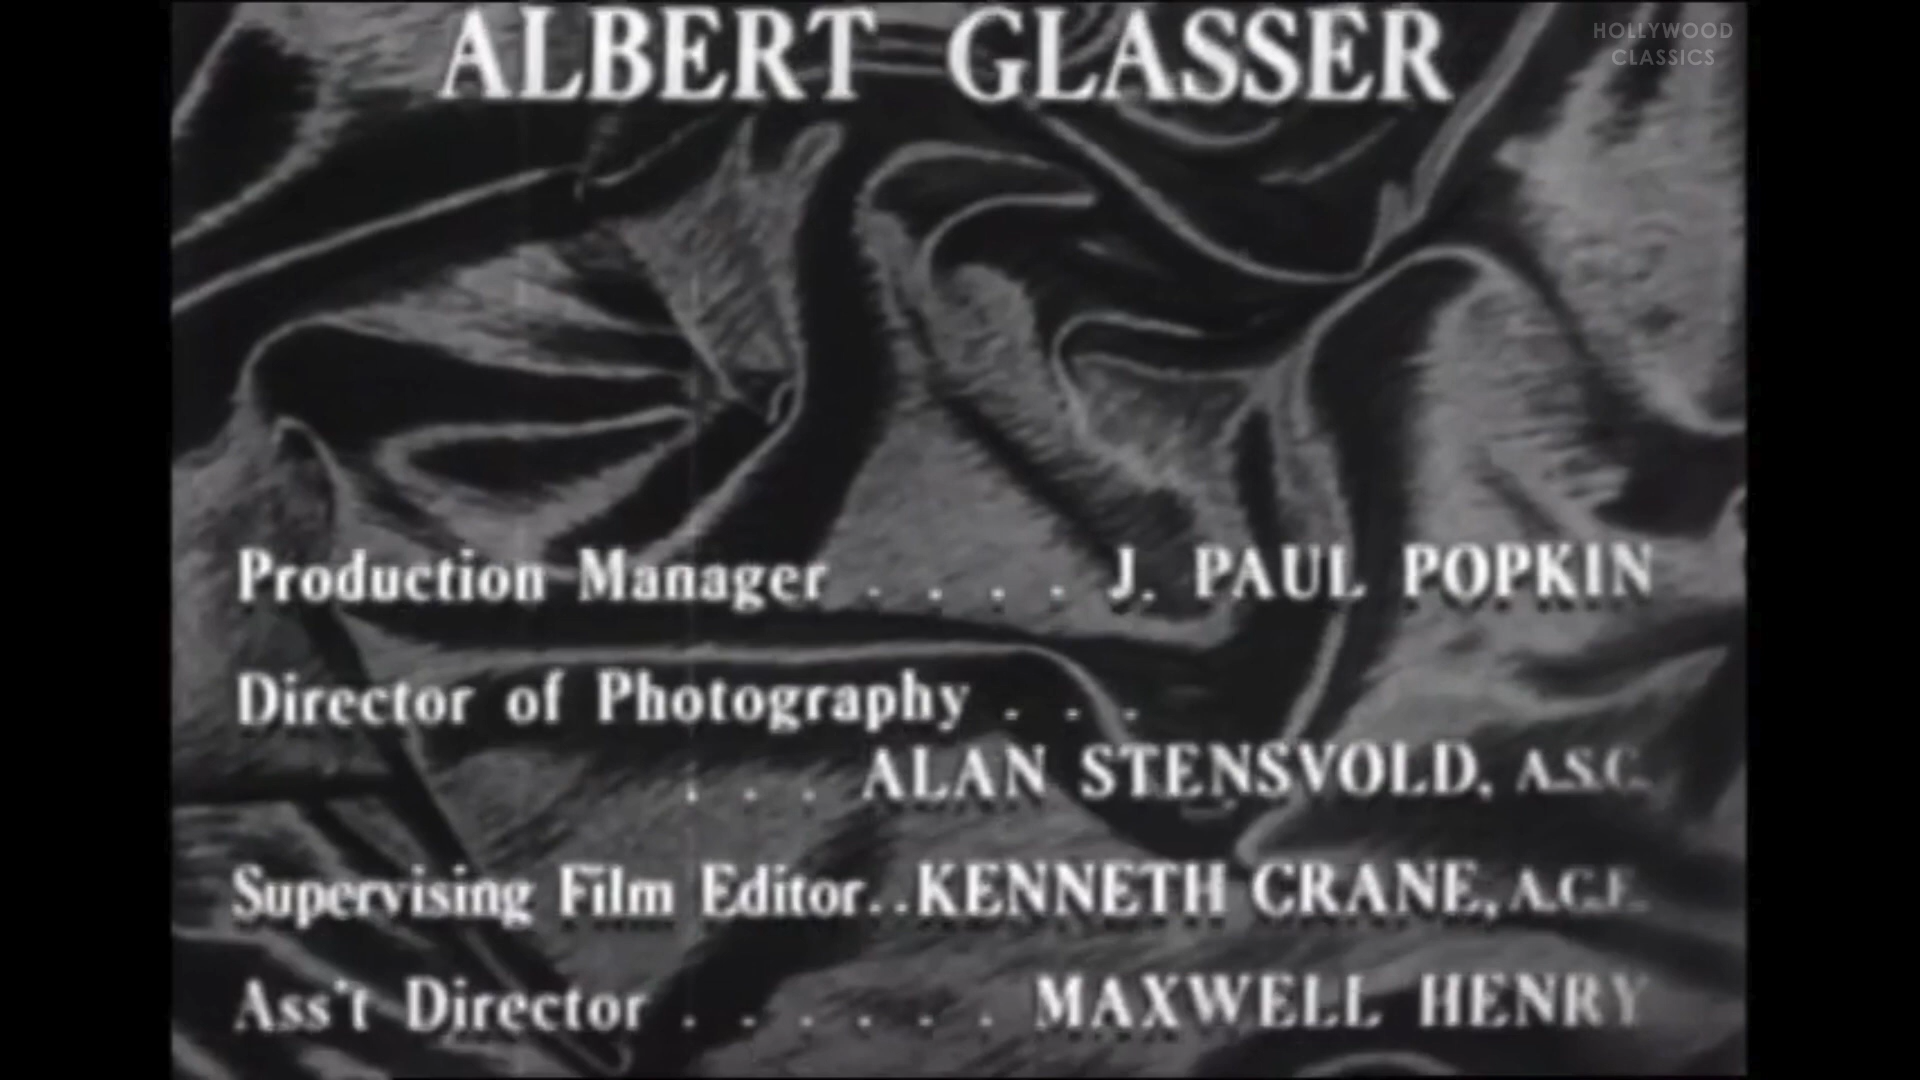 HOLLYWOOD
CLASSICS
ALBERT GLASSER
Production Manager . . . . J. PAUL POPKIN
Director of Photography . . .
. . . ALAN STENSVOLD, A.S.C.
Supervising Film Editor..KENNETH CRANE, A.C.E.
Ass't Director . . . . . . MAXWELL HENRY